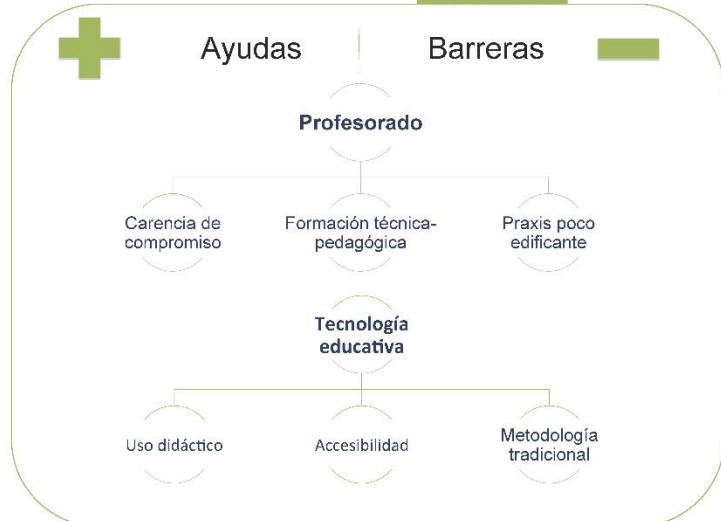 Ayudas
Barreras
Profesorado
Carencia de
compromiso
Formación técnica-
pedagógica
Praxis poco
edificante
Tecnología
educativa
Uso didáctico
Accesibilidad
Metodología
tradicional